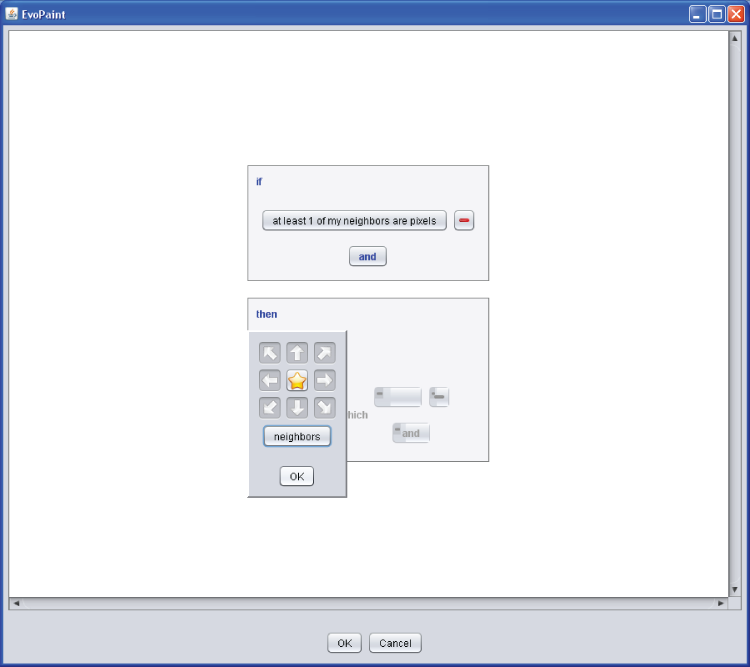 EvoPaint
if
at least 1 of my neighbors are pixels
and
then
hich
and
neighbors
OK
OK Cancel